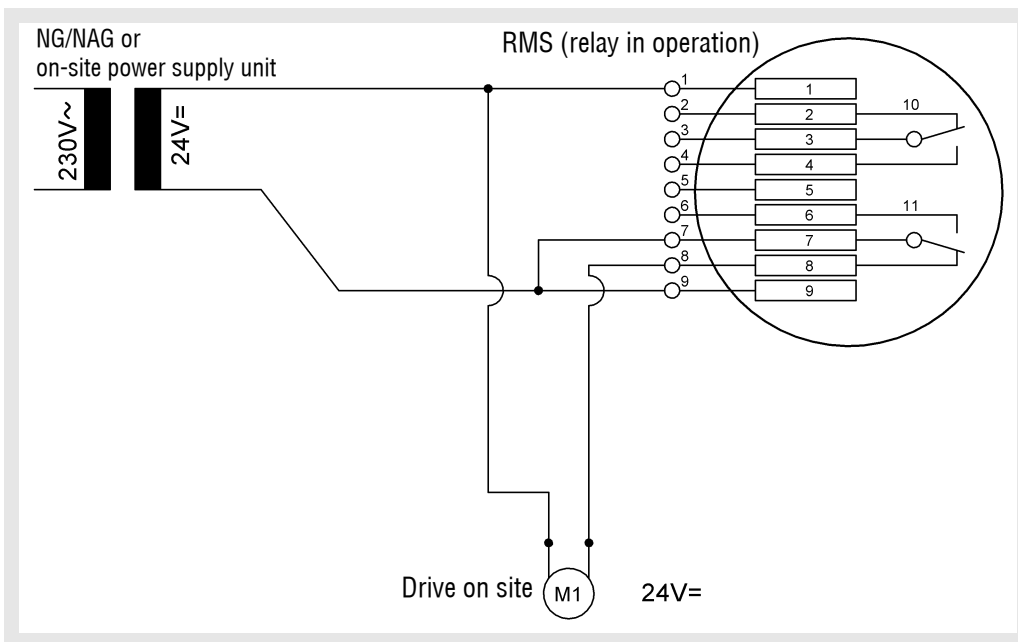 NG/NAG or
on-site power supply unit
RMS (relay in operation)
230V~
24V=
1
2
3
4
5
6
7
8
9
1
2
3
4
5
6
7
8
9
10
11
Drive on site
M1
24V=